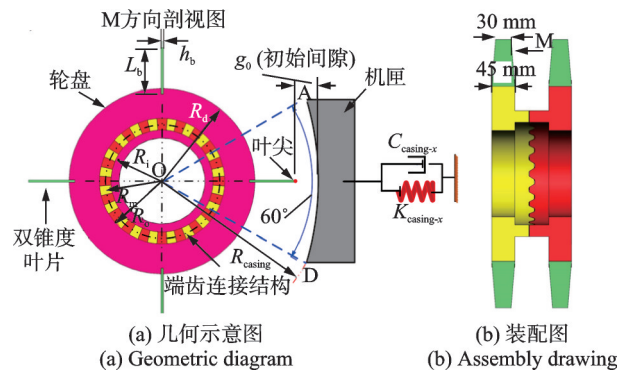 M方向剖视图
L_b
h_b
g_0 (初始间隙)
机匣
轮盘
R_d
A
叶尖
R_i
O
R_m
R_o
60°
C_casing-x
K_casing-x
双锥度
叶片
R_casing
D
端齿连接结构
30 mm
M
45 mm
(a) 几何示意图
(a) Geometric diagram
(b) 装配图
(b) Assembly drawing